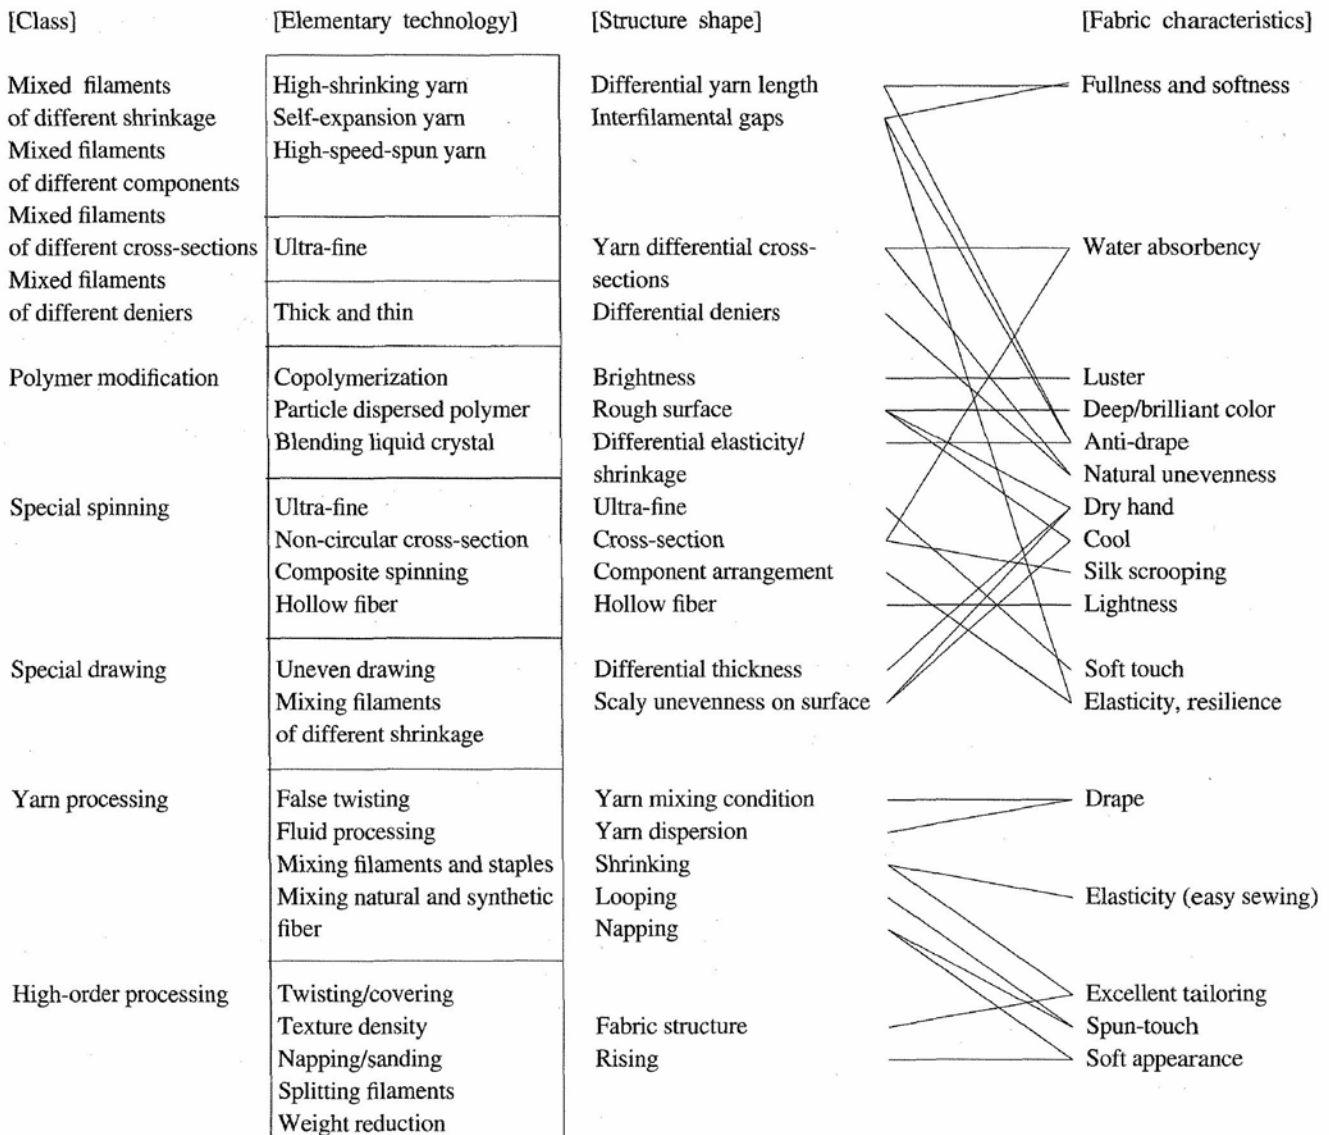 [Class] [Elementary technology] [Structure shape] [Fabric characteristics]
Mixed filaments High-shrinking yarn Differential yarn length Fullness and softness
of different shrinkage Self-expansion yarn Interfilamental gaps
Mixed filaments High-speed-spun yarn
of different components
Mixed filaments
of different cross-sections Ultra-fine Yarn differential cross- Water absorbency
Mixed filaments sections
of different deniers Thick and thin Differential deniers
Polymer modification Copolymerization Brightness Luster
Particle dispersed polymer Rough surface Deep/brilliant color
Blending liquid crystal Differential elasticity/ Anti-drape
shrinkage Natural unevenness
Special spinning Ultra-fine Ultra-fine Dry hand
Non-circular cross-section Cross-section Cool
Composite spinning Component arrangement Silk scrooping
Hollow fiber Hollow fiber Lightness
Special drawing Uneven drawing Differential thickness Soft touch
Mixing filaments Scaly unevenness on surface Elasticity, resilience
of different shrinkage
Yarn processing False twisting Yarn mixing condition Drape
Fluid processing Yarn dispersion
Mixing filaments and staples Shrinking
Mixing natural and synthetic Looping Elasticity (easy sewing)
fiber Napping
High-order processing Twisting/covering Excellent tailoring
Texture density Fabric structure Spun-touch
Napping/sanding Rising Soft appearance
Splitting filaments
Weight reduction